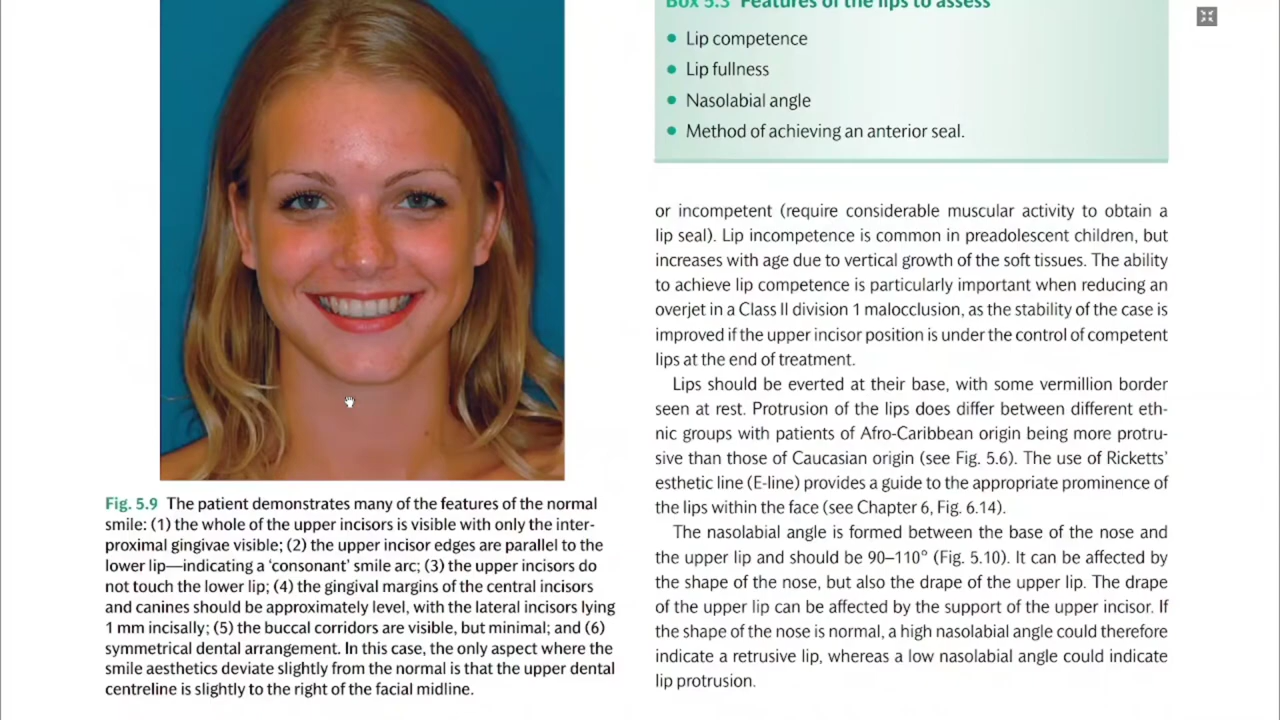 Box 5.3 Features of the lips to assess
• Lip competence
• Lip fullness
• Nasolabial angle
• Method of achieving an anterior seal.
Fig. 5.9 The patient demonstrates many of the features of the normal
smile: (1) the whole of the upper incisors is visible with only the inter-
proximal gingivae visible; (2) the upper incisor edges are parallel to the
lower lip—indicating a ‘consonant’ smile arc; (3) the upper incisors do
not touch the lower lip; (4) the gingival margins of the central incisors
and canines should be approximately level, with the lateral incisors lying
1 mm incisally; (5) the buccal corridors are visible, but minimal; and (6)
symmetrical dental arrangement. In this case, the only aspect where the
smile aesthetics deviate slightly from the normal is that the upper dental
centreline is slightly to the right of the facial midline.
or incompetent (require considerable muscular activity to obtain a
lip seal). Lip incompetence is common in preadolescent children, but
increases with age due to vertical growth of the soft tissues. The ability
to achieve lip competence is particularly important when reducing an
overjet in a Class II division 1 malocclusion, as the stability of the case is
improved if the upper incisor position is under the control of competent
lips at the end of treatment.
Lips should be everted at their base, with some vermillion border
seen at rest. Protrusion of the lips does differ between different eth-
nic groups with patients of Afro-Caribbean origin being more protru-
sive than those of Caucasian origin (see Fig. 5.6). The use of Ricketts’
esthetic line (E-line) provides a guide to the appropriate prominence of
the lips within the face (see Chapter 6, Fig. 6.14).
The nasolabial angle is formed between the base of the nose and
the upper lip and should be 90–110° (Fig. 5.10). It can be affected by
the shape of the nose, but also the drape of the upper lip. The drape
of the upper lip can be affected by the support of the upper incisor. If
the shape of the nose is normal, a high nasolabial angle could therefore
indicate a retrusive lip, whereas a low nasolabial angle could indicate
lip protrusion.